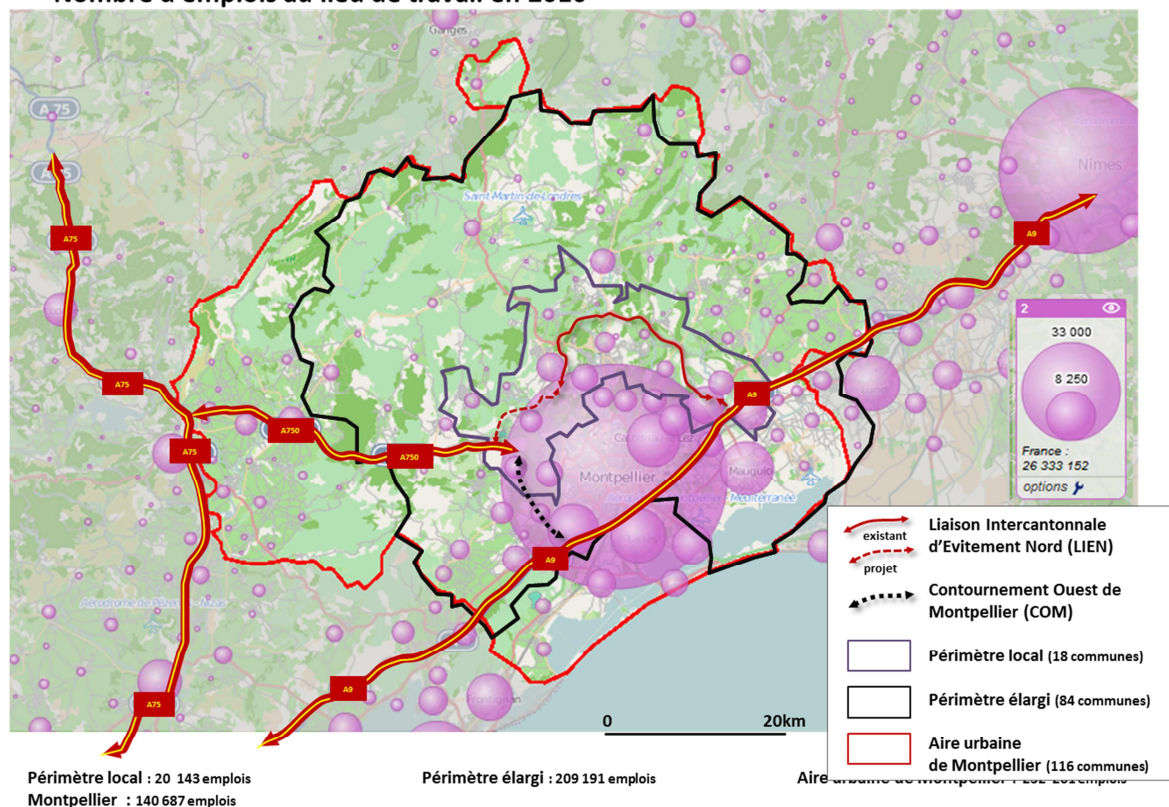 Ganges
A 75
Nîmes
Saint-Martin-de-Londres
A9
A75
2
33 000
8 250
France :
26 333 152
options
A75
A9
A750
A750
A75
Montpellier
Mauguio
A9
Liaison Intercantonnale
d'Evitement Nord (LIEN)
existant
projet
Contournement Ouest de
Montpellier (COM)
Périmètre local (18 communes)
Périmètre élargi (84 communes)
Aire urbaine
de Montpellier (116 communes)
A75
A9
Frontignan
0 20km
Périmètre local : 20 143 emplois
Périmètre élargi : 209 191 emplois
Montpellier : 140 687 emplois